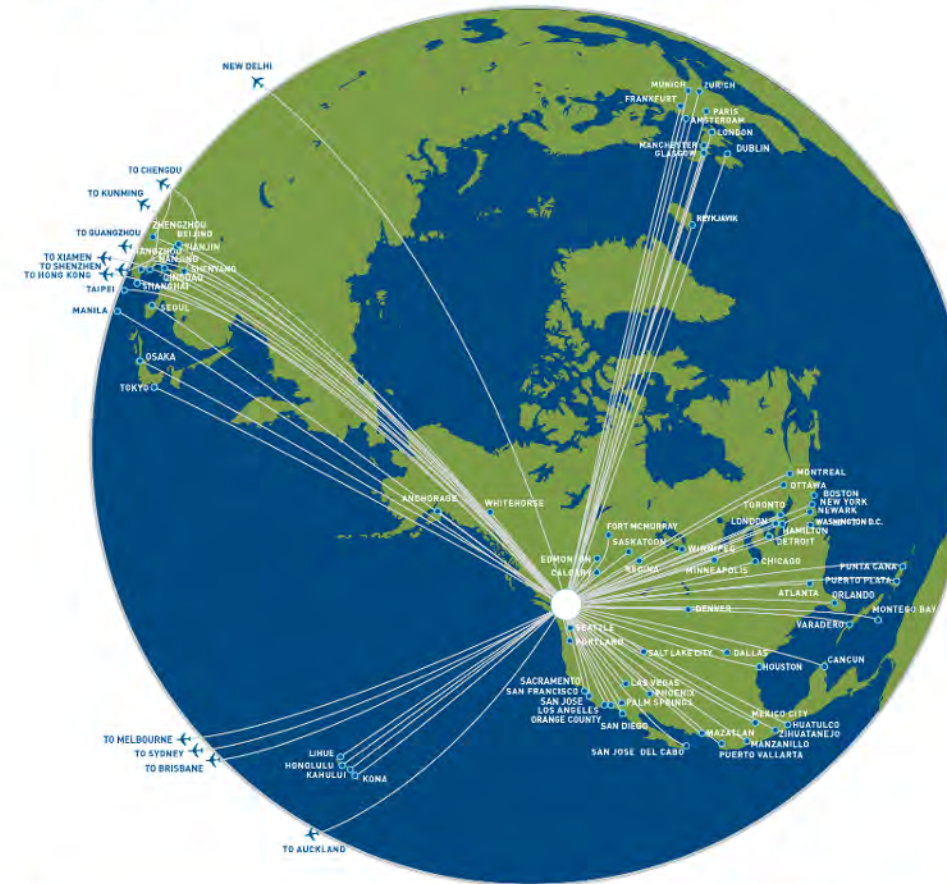 NEW DELHI
MUNICH
ZURICH
FRANKFURT
PARIS
AMSTERDAM
LONDON
MANCHESTER
GLASGOW
DUBLIN
REYKJAVIK
TO CHENGDU
TO KUNMING
ZHENGZHOU
TO GUANGZHOU
BEIJING
TIANJIN
TO XIAMEN
HANGZHOU
NANJING
TO SHENZHEN
SHENYANG
TO HONG KONG
QINGDAO
TAIPEI
SHANGHAI
MANILA
SEOUL
OSAKA
TOKYO
ANCHORAGE
WHITEHORSE
MONTREAL
OTTAWA
BOSTON
NEW YORK
TORONTO
NEWARK
LONDON
WASHINGTON D.C.
HAMILTON
DETROIT
FORT MCMURRAY
SASKATOON
WINNIPEG
EDMONTON
CALGARY
REGINA
MINNEAPOLIS
CHICAGO
PUNTA CANA
PUERTO PLATA
ATLANTA
ORLANDO
DENVER
MONTEGO BAY
VARADERO
SEATTLE
PORTLAND
SALT LAKE CITY
DALLAS
HOUSTON
CANCUN
SACRAMENTO
LAS VEGAS
SAN FRANCISCO
PHOENIX
SAN JOSE
PALM SPRINGS
LOS ANGELES
ORANGE COUNTY
SAN DIEGO
MEXICO CITY
HUATULCO
ZIHUATANEJO
MAZATLAN
MANZANILLO
SAN JOSE DEL CABO
PUERTO VALLARTA
TO MELBOURNE
TO SYDNEY
TO BRISBANE
LIHUE
HONOLULU
KAHULUI
KONA
TO AUCKLAND